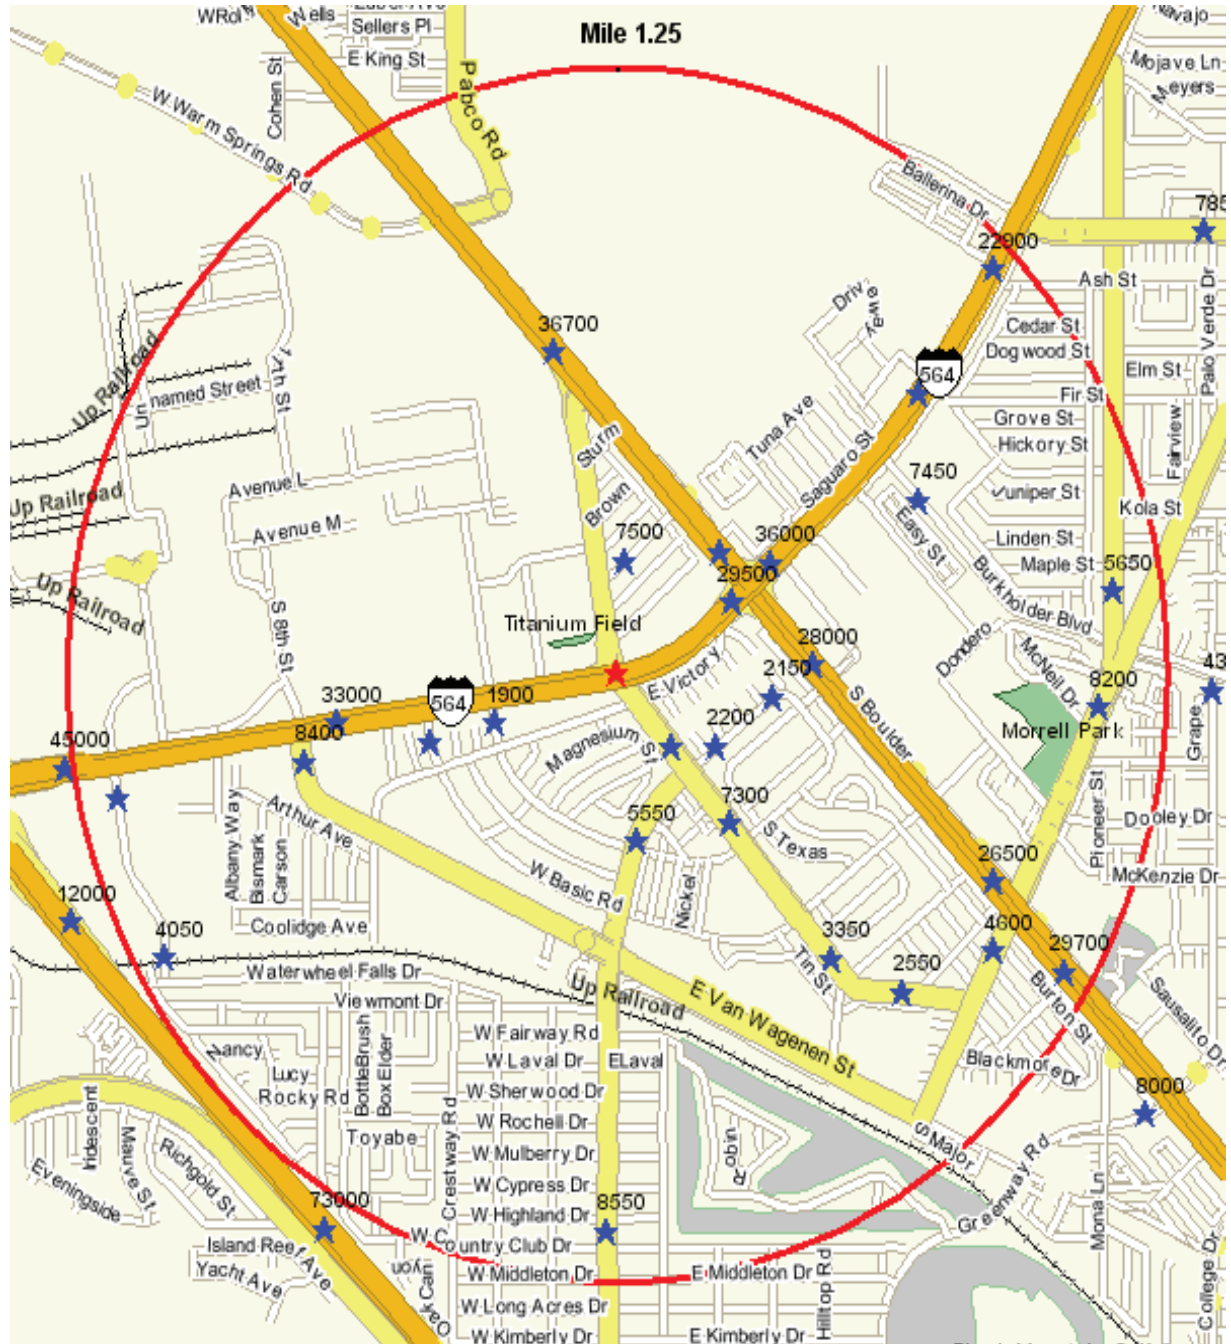 Mile 1.25
Wells
Sellers Pl
E King St
Cohen St
Pabco Rd
W Warm Springs Rd
Navajo
Mojave Ln
Meyers
Ballerina Dr
785
22900
Ash St
Palo Verde Dr
Driveway
Cedar St
Dogwood St
Elm St
36700
564
Fir St
Up Railroad
Unnamed Street
Grove St
Hickory St
Fairview
Sturm
Tuna Ave
Saguaro St
7450
Avenue L
Up Railroad
Brown
Juniper St
Kola St
Avenue M
Easy St
Linden St
7500
36000
Maple St
5650
29500
Burkholder Blvd
Up Railroad
S 8th St
Titanium Field
28000
Dondero
McNeil Dr
E Victory
2150
43
8200
564
33000
1900
S Boulder
Morrell Park
Grape
8400
45000
Magnesium St
2200
Pioneer St
Dooley Dr
7300
5550
Arthur Ave
Albany Way
Bismark
Carson
S Texas
26500
McKenzie Dr
W Basic Rd
Nickel
12000
Coolidge Ave
4050
3350
4600
29700
Tin St
2550
Waterwheel Falls Dr
Up Railroad
E Van Wagenen St
Burton St
Sausalito Dr
Viewmont Dr
W Fairway Rd
Nancy
BottleBrush
BoxElder
W Laval Dr
ELaval
Blackmore Dr
Lucy
Rocky Rd
W Sherwood Dr
8000
Iridescent
Mauve St
Toyabe
Crestway Rd
W Rochell Dr
S Major
Robin
W Mulberry Dr
Richgold St
Eveningside
W Cypress Dr
Greenway Rd
Mona Ln
73000
W Highland Dr
8550
W Country Club Dr
Island Reef Ave
Yacht Ave
Oak Canyon
W Middleton Dr
E Middleton Dr
Hilltop Rd
College Dr
W Long Acres Dr
W Kimberly Dr
E Kimberly Dr